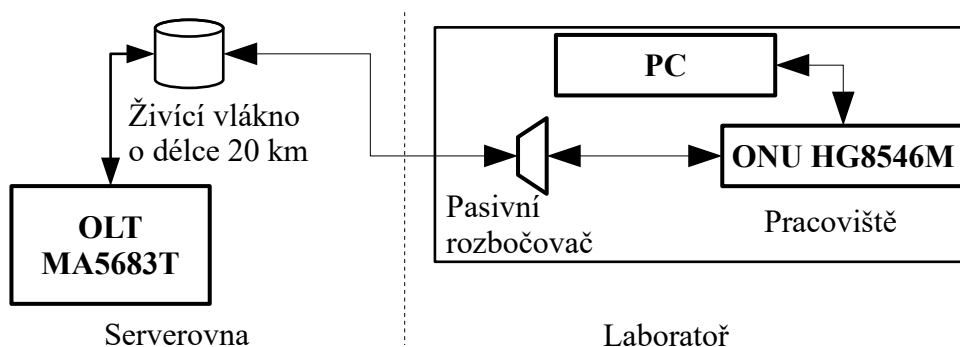 PC
Živící vlákno
o délce 20 km
ONU HG8546M
Pasivní
rozbočovač
Pracoviště
OLT
MA5683T
Serverovna
Laboratoř